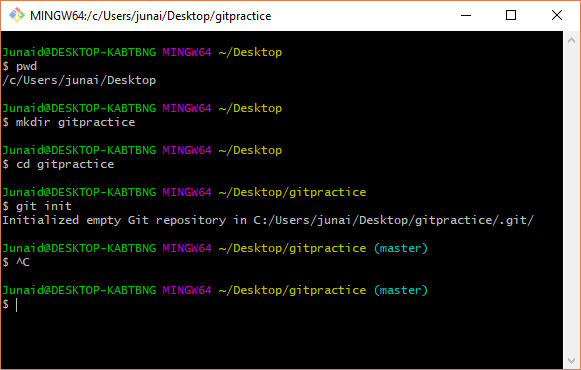 MINGW64:/c/Users/junai/Desktop/gitpractice
Junaid@DESKTOP-KABTBNG MINGW64 ~/Desktop
$ pwd
/c/Users/junai/Desktop
Junaid@DESKTOP-KABTBNG MINGW64 ~/Desktop
$ mkdir gitpractice
Junaid@DESKTOP-KABTBNG MINGW64 ~/Desktop
$ cd gitpractice
Junaid@DESKTOP-KABTBNG MINGW64 ~/Desktop/gitpractice
$ git init
Initialized empty Git repository in C:/Users/junai/Desktop/gitpractice/.git/
Junaid@DESKTOP-KABTBNG MINGW64 ~/Desktop/gitpractice (master)
$ ^C
Junaid@DESKTOP-KABTBNG MINGW64 ~/Desktop/gitpractice (master)
$